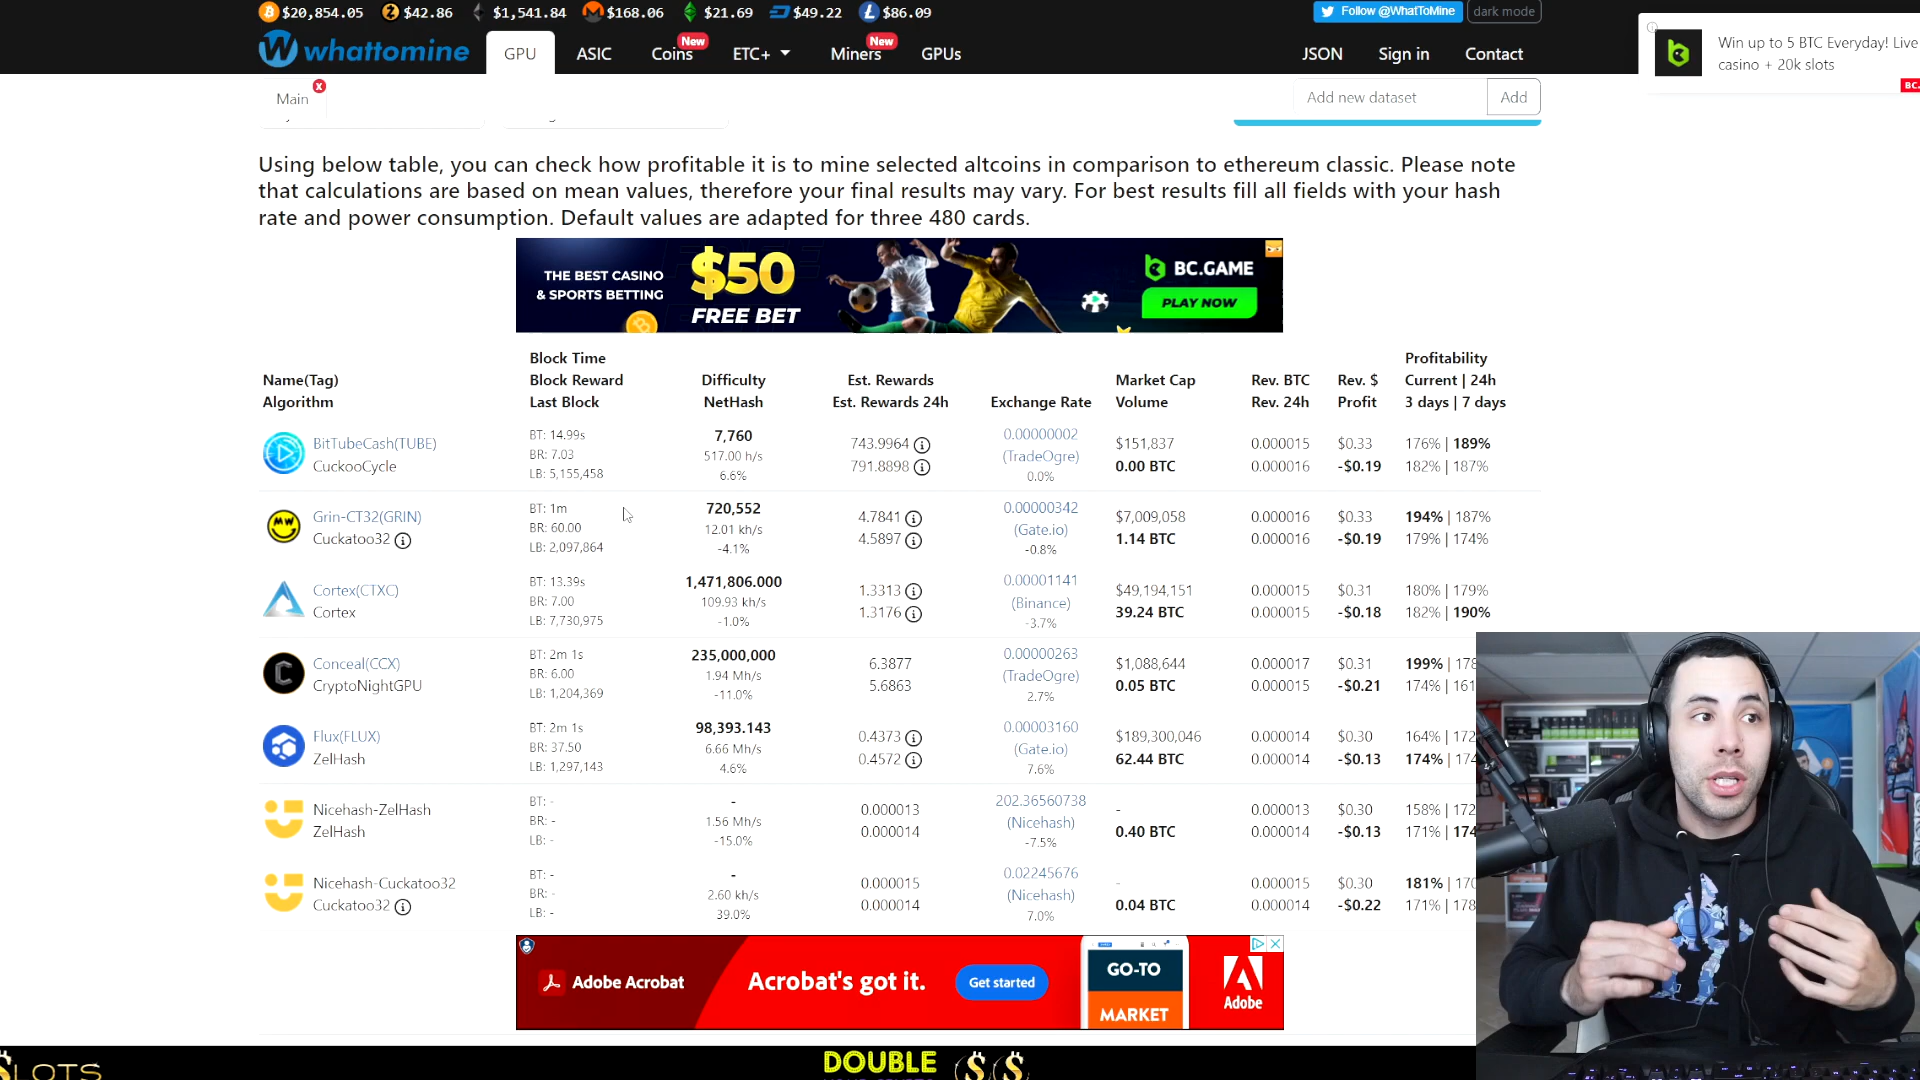 $20,854.05 $42.86 $1,541.84 $168.06 $21.69 $49.22 $86.09 Follow @WhatToMine dark mode
whattomine GPU ASIC Coins New ETC+ Miners New GPUs JSON Sign in Contact
Win up to 5 BTC Everyday! Live
casino + 20k slots
BC.
Main x Add new dataset Add
Using below table, you can check how profitable it is to mine selected altcoins in comparison to ethereum classic. Please note
that calculations are based on mean values, therefore your final results may vary. For best results fill all fields with your hash
rate and power consumption. Default values are adapted for three 480 cards.
THE BEST CASINO
& SPORTS BETTING
$50
FREE BET
BC.GAME
PLAY NOW
Name(Tag)
Algorithm
Block Time
Block Reward
Last Block
Difficulty
NetHash
Est. Rewards
Est. Rewards 24h
Exchange Rate
Market Cap
Volume
Rev. BTC
Rev. 24h
Rev. $
Profit
Profitability
Current | 24h
3 days | 7 days
BitTubeCash(TUBE)
CuckooCycle
BT: 14.99s
BR: 7.03
LB: 5,155,458
7,760
517.00 h/s
6.6%
743.9964
791.8898
0.00000002
(TradeOgre)
0.0%
$151,837
0.00 BTC
0.000015
0.000016
$0.33
-$0.19
176% | 189%
182% | 187%
Grin-CT32(GRIN)
Cuckatoo32
BT: 1m
BR: 60.00
LB: 2,097,864
720,552
12.01 kh/s
-4.1%
4.7841
4.5897
0.00000342
(Gate.io)
-0.8%
$7,009,058
1.14 BTC
0.000016
0.000016
$0.33
-$0.19
194% | 187%
179% | 174%
Cortex(CTXC)
Cortex
BT: 13.39s
BR: 7.00
LB: 7,730,975
1,471,806.000
109.93 kh/s
-1.0%
1.3313
1.3176
0.00001141
(Binance)
-3.7%
$49,194,151
39.24 BTC
0.000015
0.000015
$0.31
-$0.18
180% | 179%
182% | 190%
Conceal(CCX)
CryptoNightGPU
BT: 2m 1s
BR: 6.00
LB: 1,204,369
235,000,000
1.94 Mh/s
-11.0%
6.3877
5.6863
0.00000263
(TradeOgre)
2.7%
$1,088,644
0.05 BTC
0.000017
0.000015
$0.31
-$0.21
199% | 178
174% | 161
Flux(FLUX)
ZelHash
BT: 2m 1s
BR: 37.50
LB: 1,297,143
98,393.143
6.66 Mh/s
4.6%
0.4373
0.4572
0.00003160
(Gate.io)
7.6%
$189,300,046
62.44 BTC
0.000014
0.000014
$0.30
-$0.13
164% | 172
174% | 174
Nicehash-ZelHash
ZelHash
BT: -
BR: -
LB: -
-
1.56 Mh/s
-15.0%
0.000013
0.000014
202.36560738
(Nicehash)
-7.5%
-
0.40 BTC
0.000013
0.000014
$0.30
-$0.13
158% | 172
171% | 174
Nicehash-Cuckatoo32
Cuckatoo32
BT: -
BR: -
LB: -
-
2.60 kh/s
39.0%
0.000015
0.000014
0.02245676
(Nicehash)
7.0%
-
0.04 BTC
0.000015
0.000014
$0.30
-$0.22
181% | 170
171% | 178
Adobe Acrobat
Acrobat's got it.
Get started
GO-TO
MARKET
Adobe
LOTS
DOUBLE